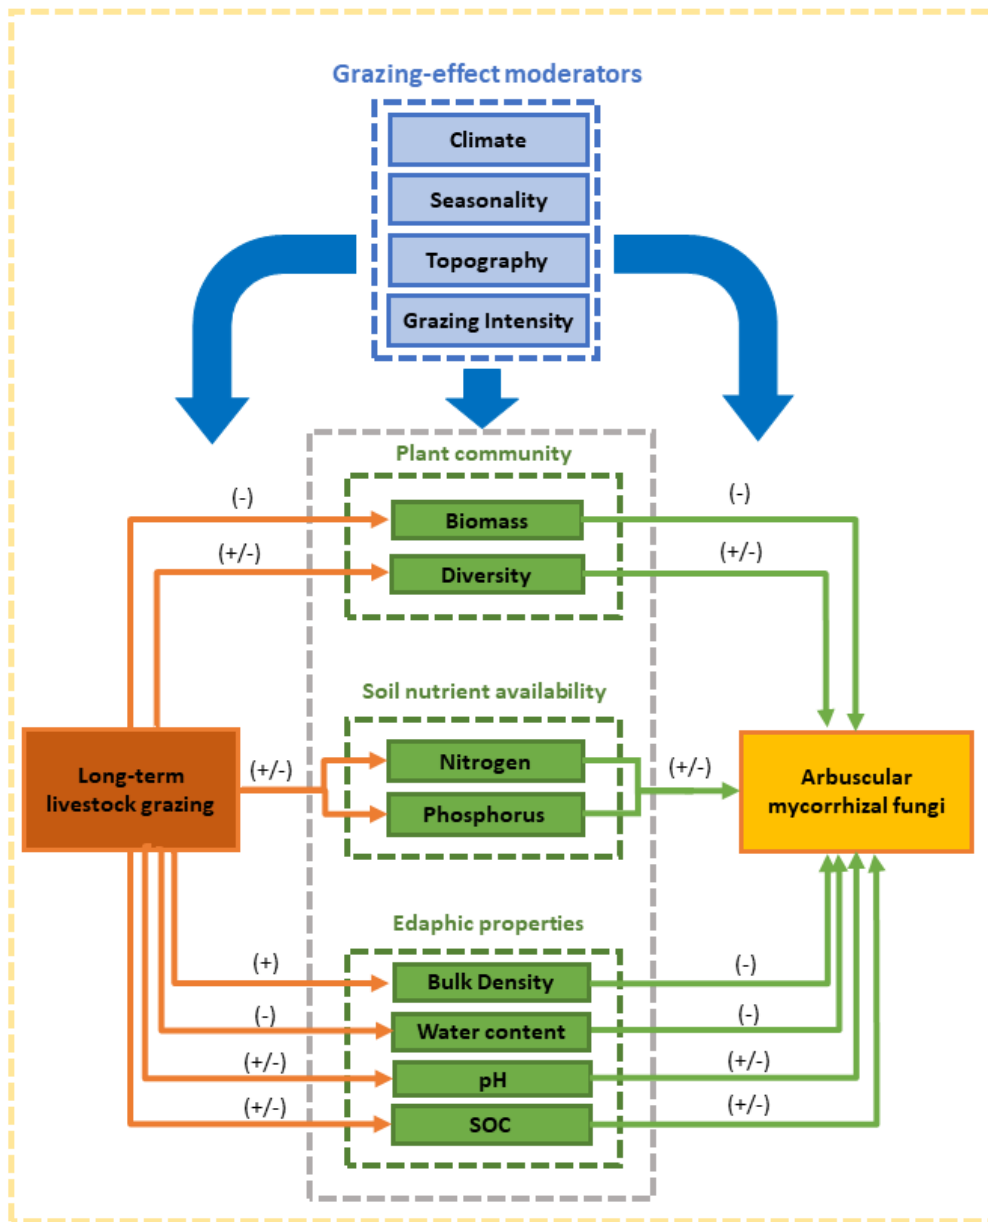 Grazing-effect moderators
Climate
Seasonality
Topography
Grazing Intensity
Plant community
(-)
Biomass
(-)
(+/-)
Diversity
(+/-)
Soil nutrient availability
Long-term
livestock grazing
(+/-)
Nitrogen
Phosphorus
(+/-)
Arbuscular
mycorrhizal fungi
Edaphic properties
(+)
Bulk Density
(-)
(-)
Water content
(-)
(+/-)
pH
(+/-)
(+/-)
SOC
(+/-)